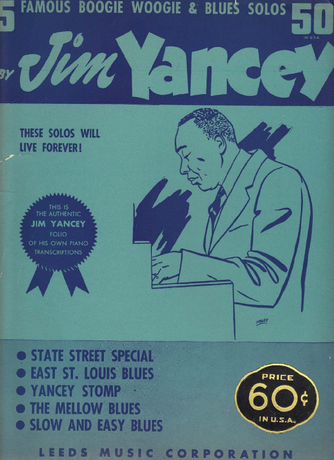 5 FAMOUS BOOGIE WOOGIE & BLUES SOLOS 50
IN U.S.A.
BY Jim Yancey
THESE SOLOS WILL
LIVE FOREVER!
THIS IS
THE AUTHENTIC
JIM YANCEY
FOLIO
OF HIS OWN PIANO
TRANSCRIPTIONS
● STATE STREET SPECIAL
● EAST ST. LOUIS BLUES
● YANCEY STOMP
● THE MELLOW BLUES
● SLOW AND EASY BLUES
PRICE
60¢
IN U.S.A.
LEEDS MUSIC CORPORATION